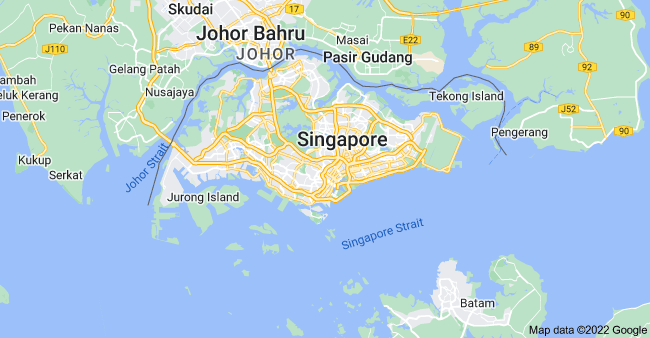 Skudai
17
90
Pekan Nanas
Johor Bahru
Masai
E22
89
J110
JOHOR
Pasir Gudang
Gelang Patah
92
Nusajaya
Tekong Island
eluk Kerang
J52
Penerok
Pengerang
90
Singapore
Kukup
Serkat
Johor Strait
Jurong Island
Singapore Strait
Batam
Map data ©2022 Google